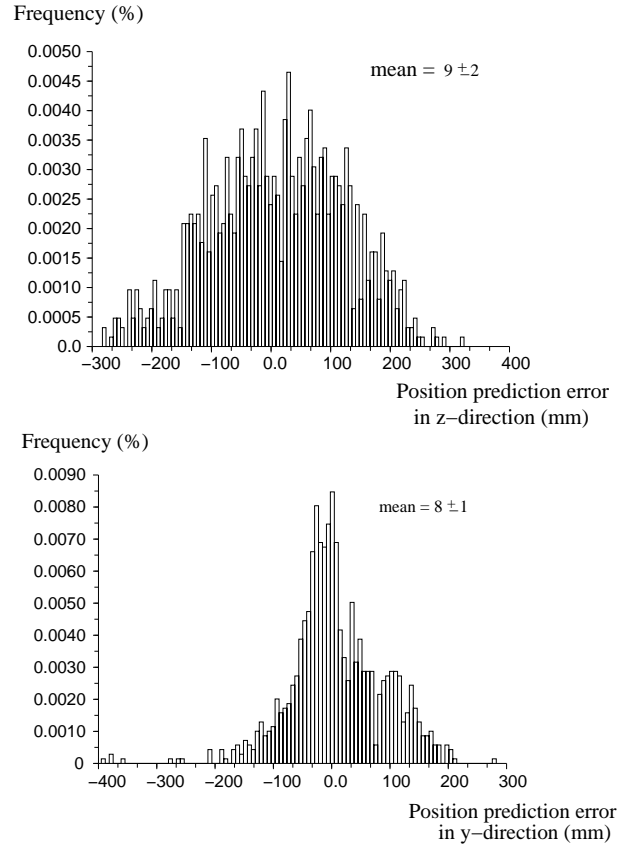 Frequency (%)
0.0050
mean = 9 ±2
0.0045
0.0040
0.0035
0.0030
0.0025
0.0020
0.0015
0.0010
0.0005
0.0
−300 −200 −100 0.0 100 200 300 400
Position prediction error
in z−direction (mm)
Frequency (%)
0.0090
0.0080
mean = 8 ±1
0.0070
0.0060
0.0050
0.0040
0.0030
0.0020
0.0010
0
−400 −300 −200 −100 0.0 100 200 300
Position prediction error
in y−direction (mm)